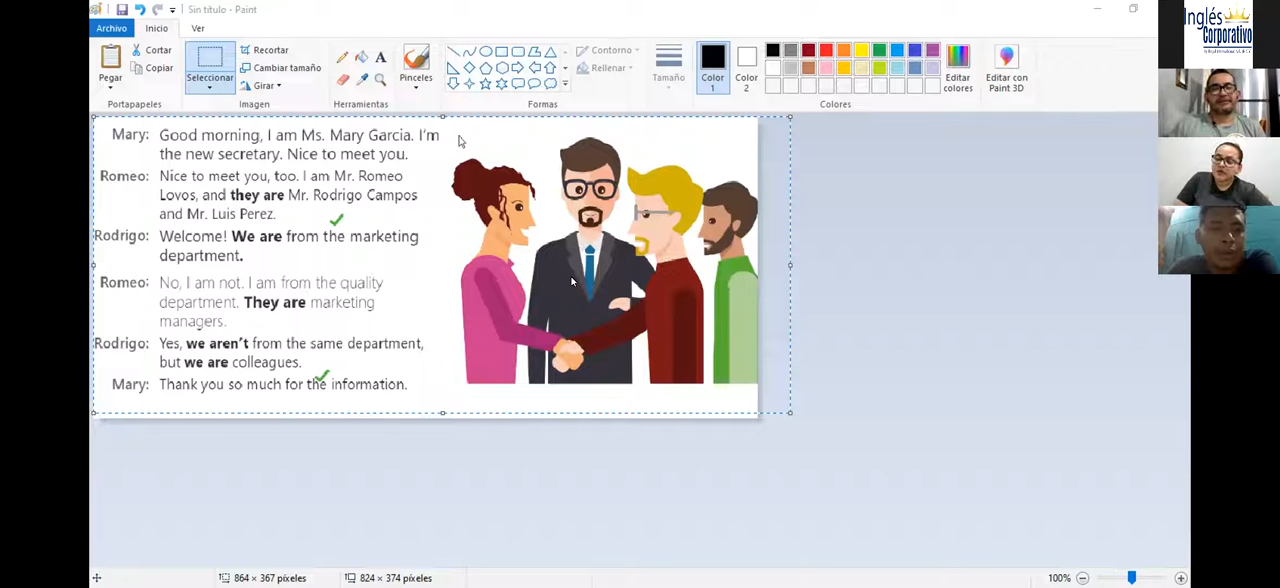 Sin título - Paint
Archivo Inicio Ver
Pegar
Cortar
Copiar
Portapapeles
Seleccionar
Recortar
Cambiar tamaño
Girar
Imagen
A
Herramientas
Pinceles
Contorno
Rellenar
Formas
Tamaño
Color
1
Color
2
Editar
colores
Colores
Editar con
Paint 3D
Inglés
Corporativo
Mary: Good morning, I am Ms. Mary Garcia. I'm
the new secretary. Nice to meet you.
Romeo: Nice to meet you, too. I am Mr. Romeo
Lovos, and they are Mr. Rodrigo Campos
and Mr. Luis Perez.
Rodrigo: Welcome! We are from the marketing
department.
Romeo: No, I am not. I am from the quality
department. They are marketing
managers.
Rodrigo: Yes, we aren't from the same department,
but we are colleagues.
Mary: Thank you so much for the information.
864 × 367 píxeles
824 × 374 píxeles
100%